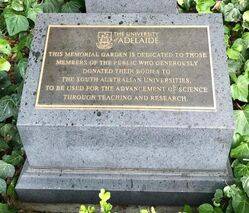 THE UNIVERSITY
of ADELAIDE
THIS MEMORIAL GARDEN IS DEDICATED TO THOSE
MEMBERS OF THE PUBLIC WHO GENEROUSLY
DONATED THEIR BODIES TO
THE SOUTH AUSTRALIAN UNIVERSITIES,
TO BE USED FOR THE ADVANCEMENT OF SCIENCE
THROUGH TEACHING AND RESEARCH.